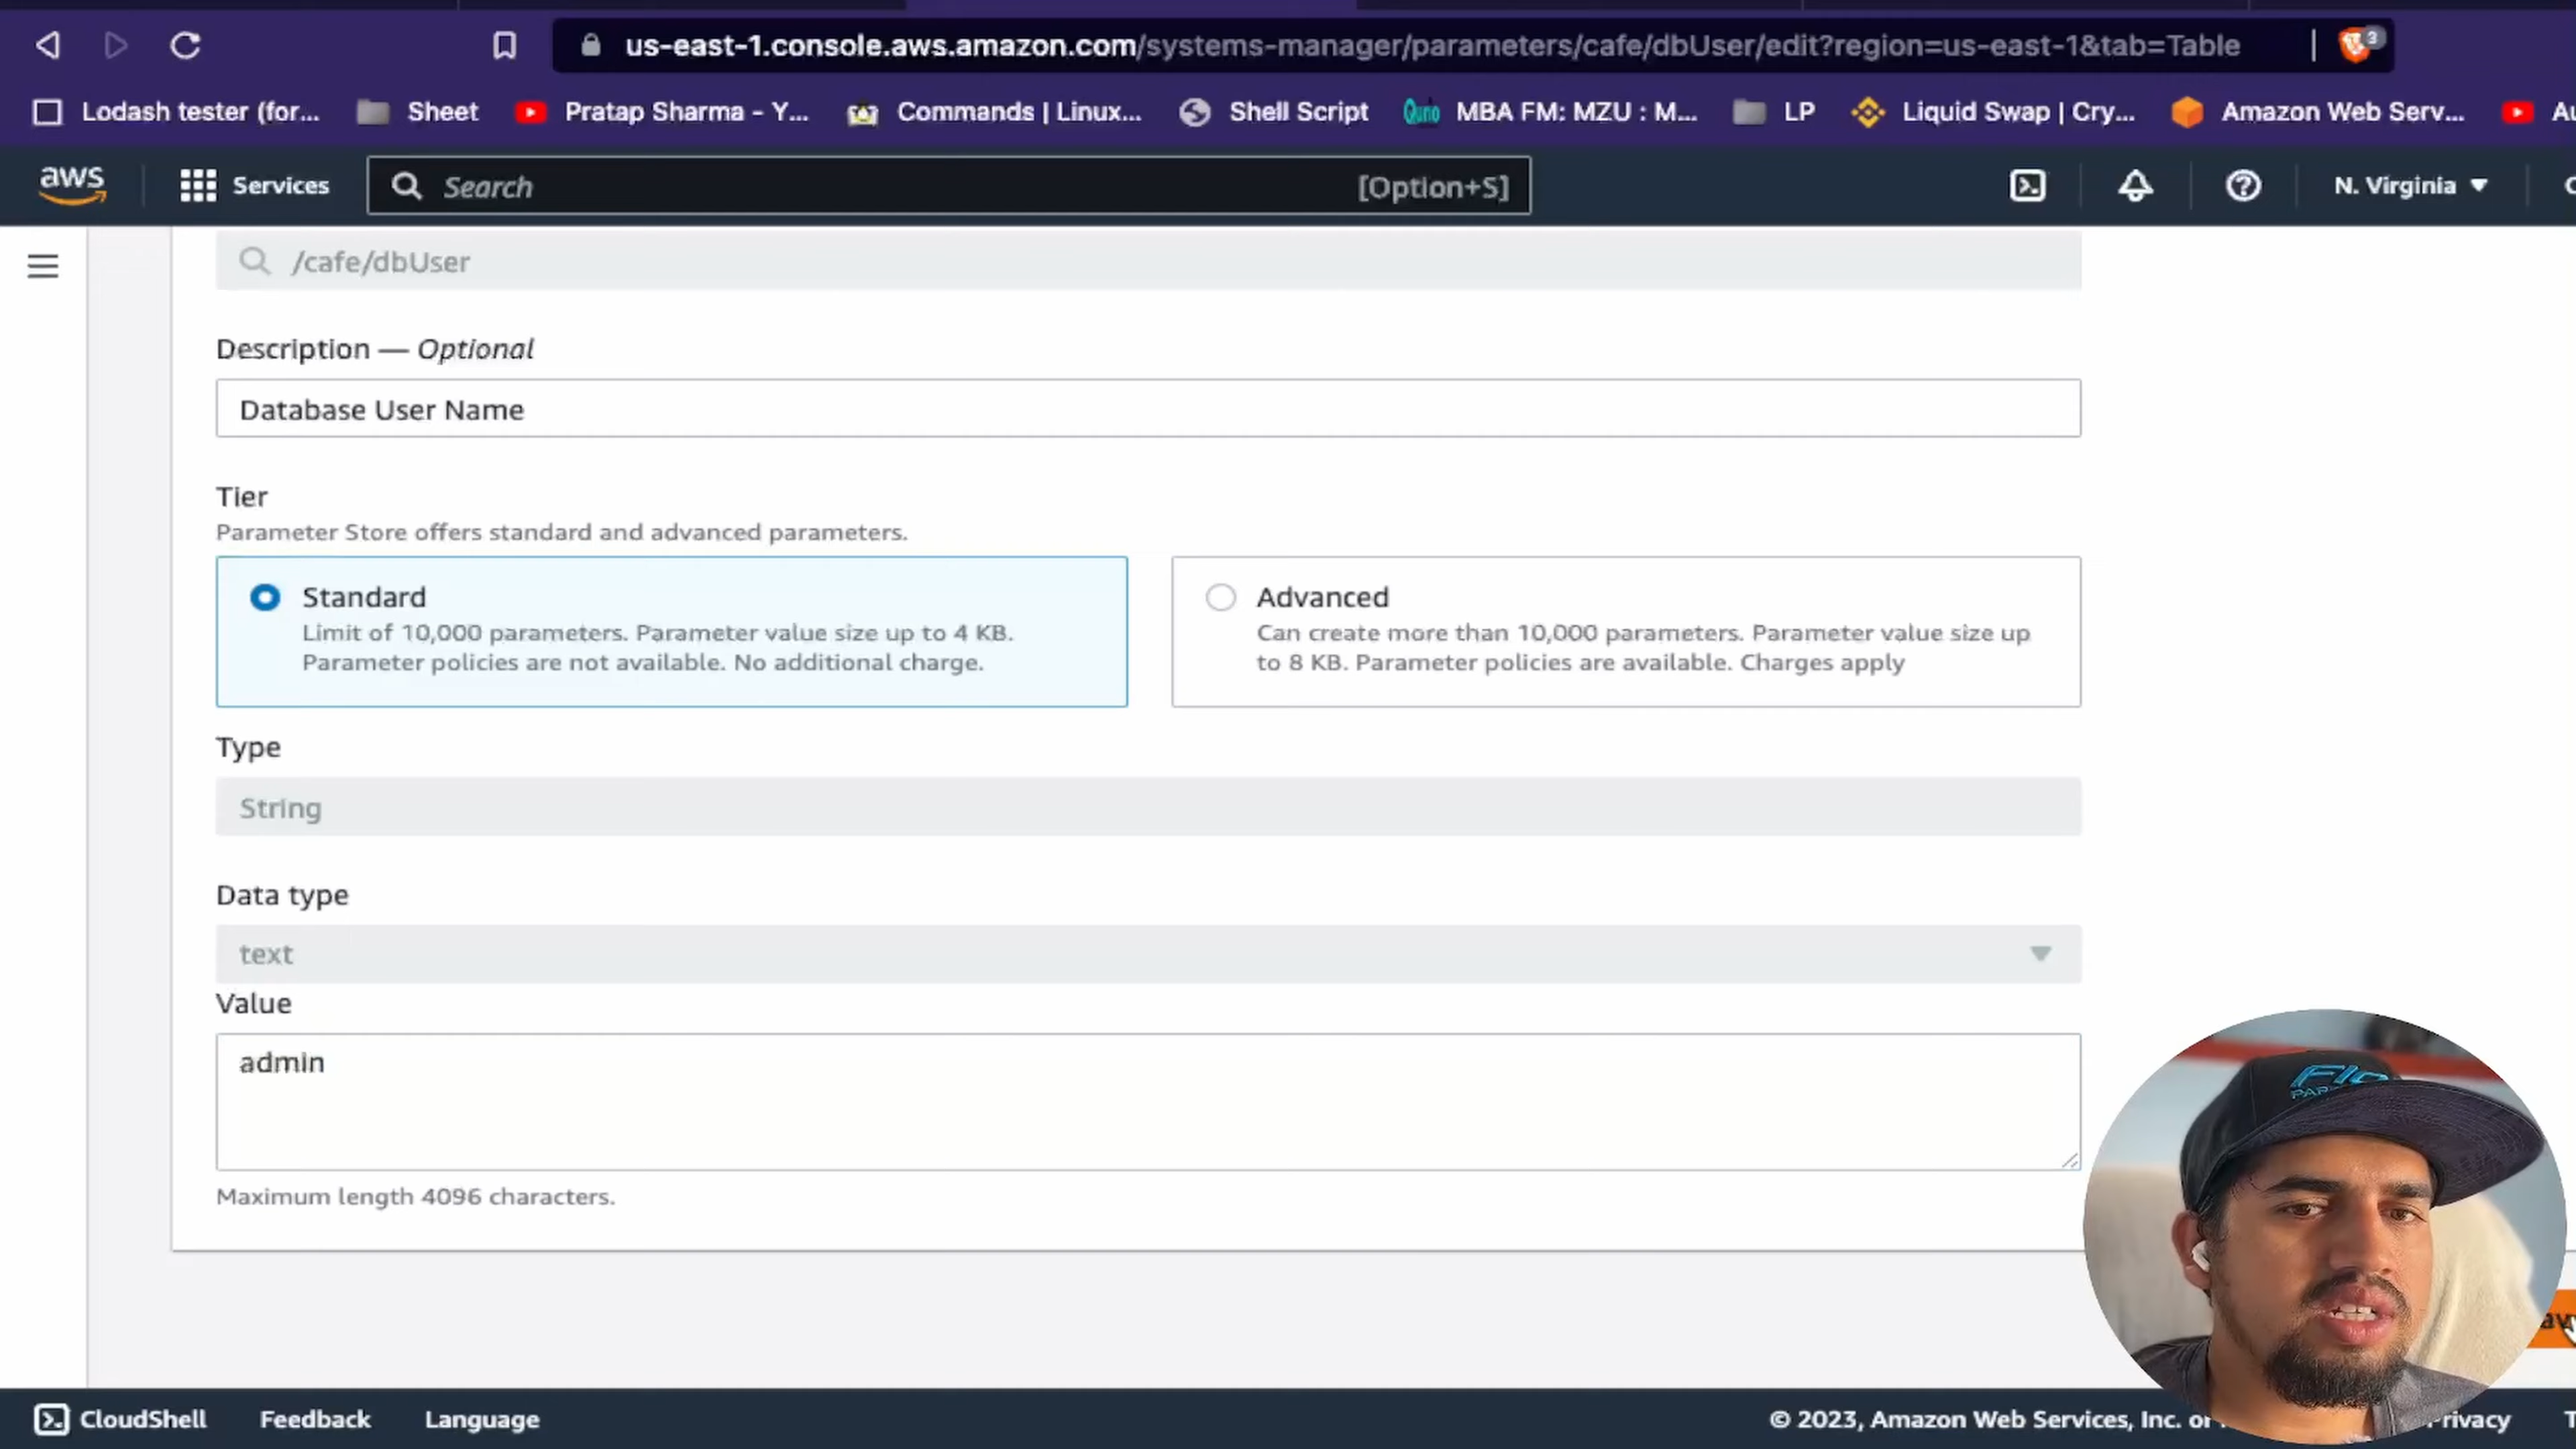 us-east-1.console.aws.amazon.com/systems-manager/parameters/cafe/dbUser/edit?region=us-east-1&tab=Table
3
Lodash tester (for... Sheet Pratap Sharma - Y... Commands | Linux... Shell Script Quno MBA FM: MZU : M... LP Liquid Swap | Cry... Amazon Web Serv...
aws Services Search [Option+S] N. Virginia
/cafe/dbUser
Description — Optional
Database User Name
Tier
Parameter Store offers standard and advanced parameters.
Standard
Limit of 10,000 parameters. Parameter value size up to 4 KB.
Parameter policies are not available. No additional charge.
Advanced
Can create more than 10,000 parameters. Parameter value size up
to 8 KB. Parameter policies are available. Charges apply
Type
String
Data type
text
Value
admin
Maximum length 4096 characters.
CloudShell Feedback Language © 2023, Amazon Web Services, Inc. or Privacy